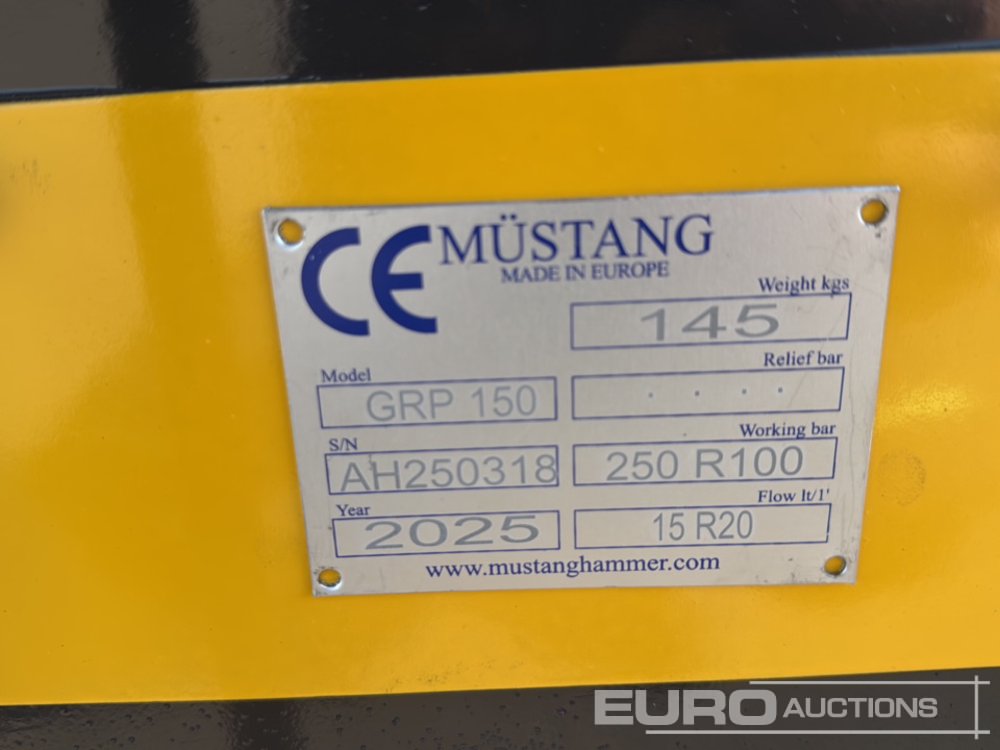 CE MÜSTANG
MADE IN EUROPE
Weight kgs
145
Model
GRP 150
Relief bar
. . . .
S/N
AH250318
Working bar
250 R100
Year
2025
Flow lt/1'
15 R20
www.mustanghammer.com
EURO AUCTIONS